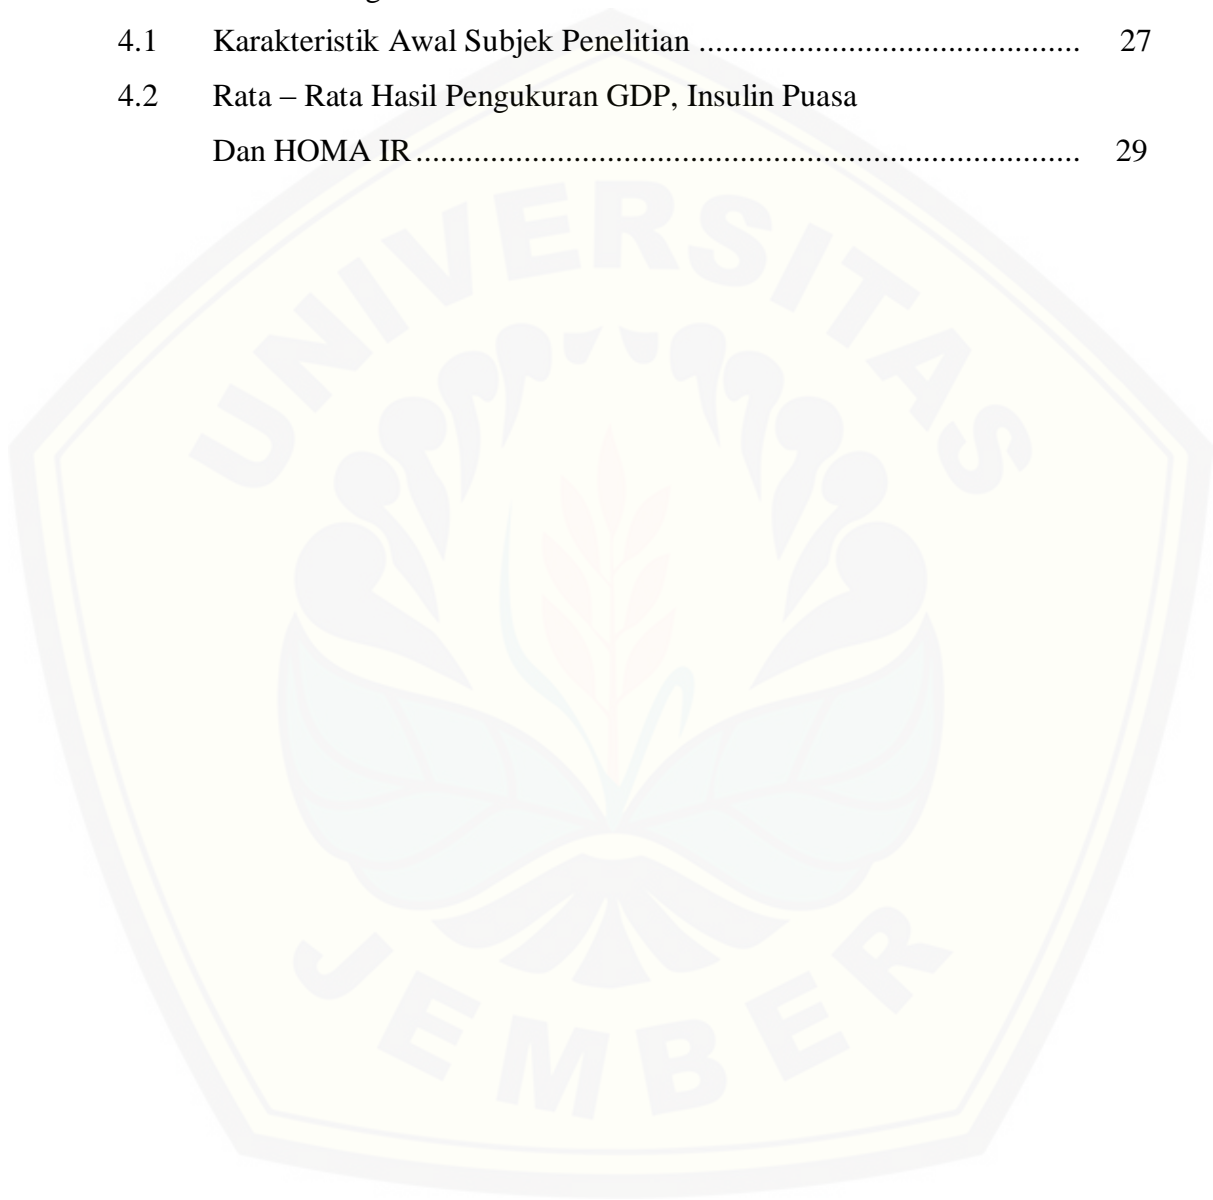 4.1 Karakteristik Awal Subjek Penelitian ............................................... 27
4.2 Rata – Rata Hasil Pengukuran GDP, Insulin Puasa
Dan HOMA IR .................................................................................. 29
UNIVERSITAS
JEMBER